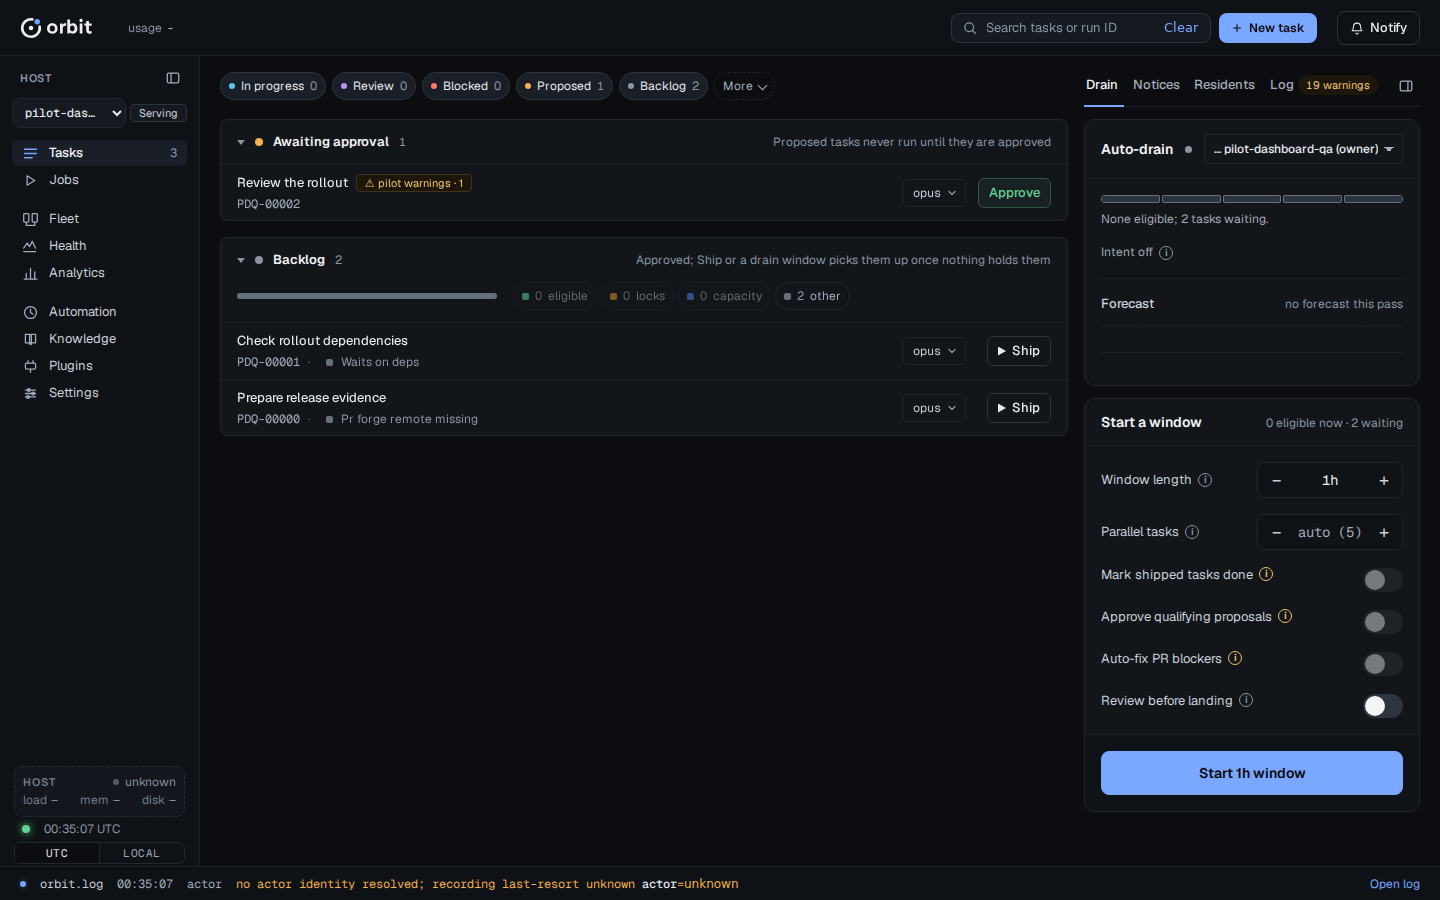 orbit
usage -
Search tasks or run ID
Clear
+ New task
Notify
HOST
pilot-das...
Serving
Tasks 3
Jobs
Fleet
Health
Analytics
Automation
Knowledge
Plugins
Settings
HOST unknown
load – mem – disk –
00:35:07 UTC
UTC LOCAL
In progress 0
Review 0
Blocked 0
Proposed 1
Backlog 2
More
Awaiting approval 1
Proposed tasks never run until they are approved
Review the rollout
⚠ pilot warnings · 1
PDQ-00002
opus
Approve
Backlog 2
Approved; Ship or a drain window picks them up once nothing holds them
0 eligible
0 locks
0 capacity
2 other
Check rollout dependencies
PDQ-00001 · Waits on deps
opus
Ship
Prepare release evidence
PDQ-00000 · Pr forge remote missing
opus
Ship
Drain
Notices
Residents
Log 19 warnings
Auto-drain
... pilot-dashboard-qa (owner)
None eligible; 2 tasks waiting.
Intent off
Forecast
no forecast this pass
Start a window
0 eligible now · 2 waiting
Window length
− 1h +
Parallel tasks
− auto (5) +
Mark shipped tasks done
Approve qualifying proposals
Auto-fix PR blockers
Review before landing
Start 1h window
orbit.log 00:35:07 actor no actor identity resolved; recording last-resort unknown actor=unknown
Open log